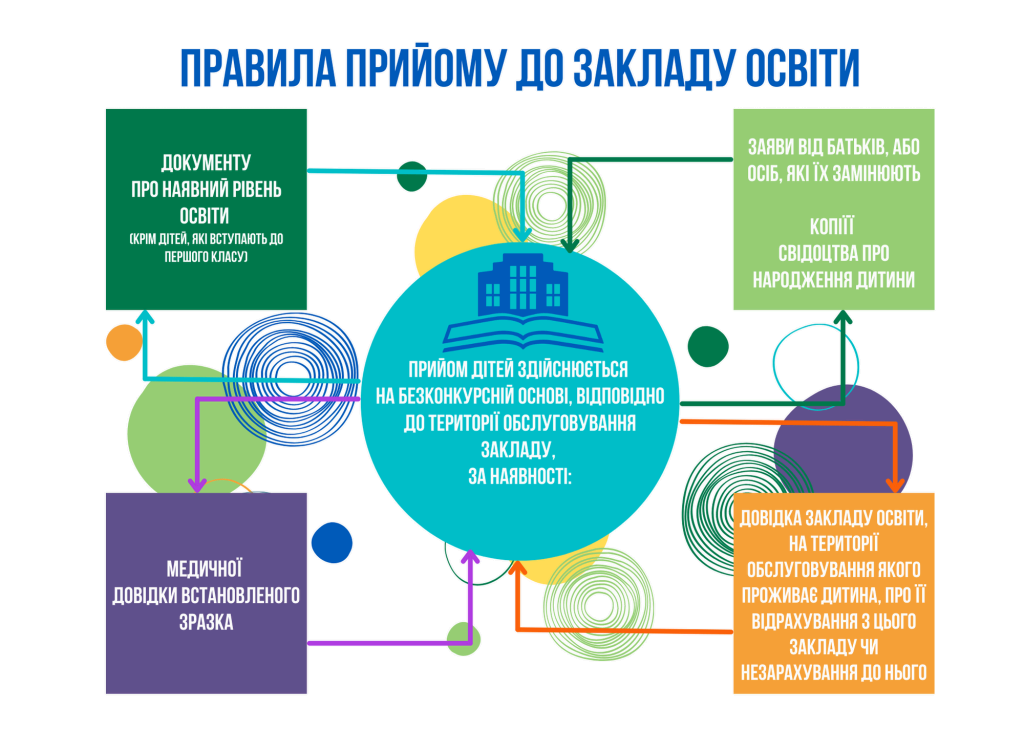 ПРАВИЛА ПРИЙОМУ ДО ЗАКЛАДУ ОСВІТИ
ДОКУМЕНТУ
ПРО НАЯВНИЙ РІВЕНЬ
ОСВІТИ
(КРІМ ДІТЕЙ, ЯКІ ВСТУПАЮТЬ ДО
ПЕРШОГО КЛАСУ)
ЗАЯВИ ВІД БАТЬКІВ, АБО
ОСІБ, ЯКІ ЇХ ЗАМІНЮЮТЬ
КОПІЇЇ
СВІДОЦТВА ПРО
НАРОДЖЕННЯ ДИТИНИ
ПРИЙОМ ДІТЕЙ ЗДІЙСНЮЄТЬСЯ
НА БЕЗКОНКУРСНІЙ ОСНОВІ, ВІДПОВІДНО
ДО ТЕРИТОРІЇ ОБСЛУГОВУВАННЯ
ЗАКЛАДУ,
ЗА НАЯВНОСТІ:
МЕДИЧНОЇ
ДОВІДКИ ВСТАНОВЛЕНОГО
ЗРАЗКА
ДОВІДКА ЗАКЛАДУ ОСВІТИ,
НА ТЕРИТОРІЇ
ОБСЛУГОВУВАННЯ ЯКОГО
ПРОЖИВАЄ ДИТИНА, ПРО ЇЇ
ВІДРАХУВАННЯ З ЦЬОГО
ЗАКЛАДУ ЧИ
НЕЗАРАХУВАННЯ ДО НЬОГО